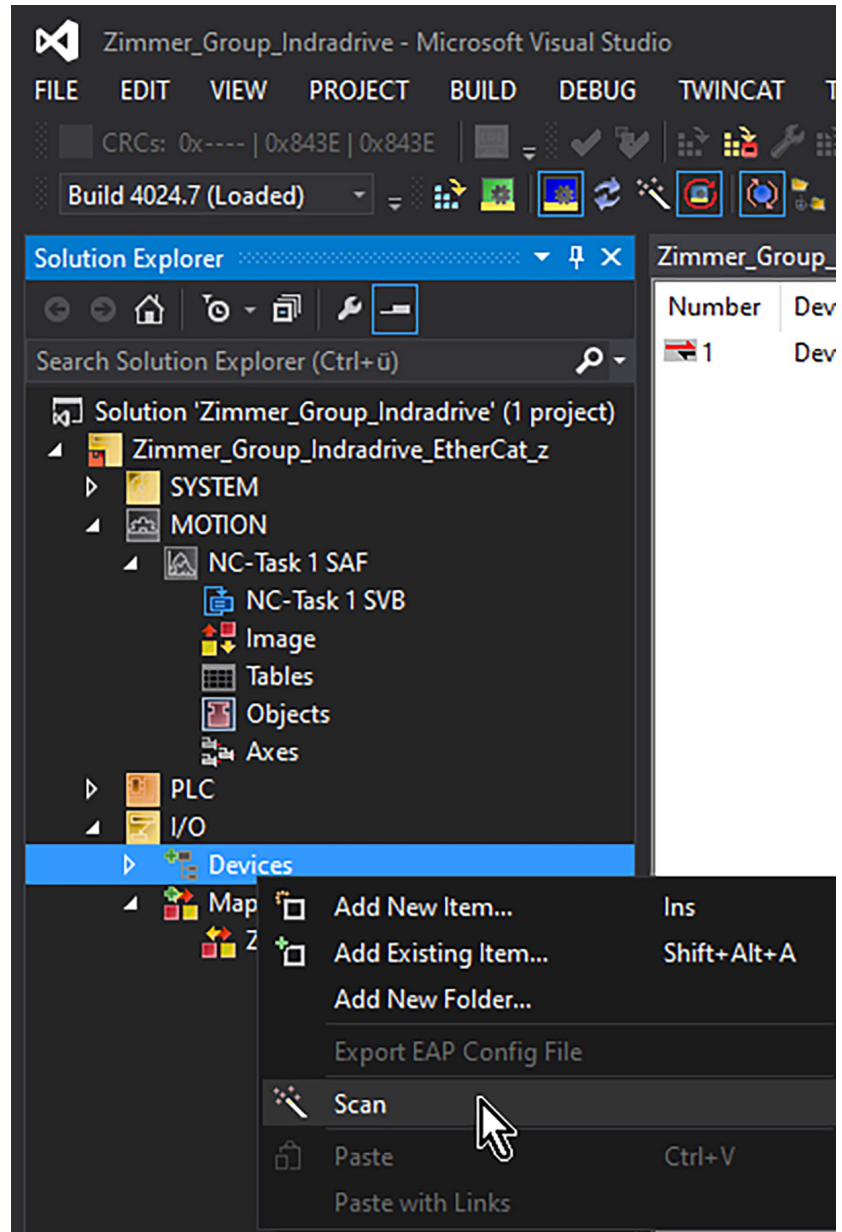 Zimmer_Group_Indradrive - Microsoft Visual Studio
FILE EDIT VIEW PROJECT BUILD DEBUG TWINCAT
CRCs: 0x---- | 0x843E | 0x843E
Build 4024.7 (Loaded)
Solution Explorer
Zimmer_Group_
Search Solution Explorer (Ctrl+ü)
Number Dev
1 Dev
Solution 'Zimmer_Group_Indradrive' (1 project)
Zimmer_Group_Indradrive_EtherCat_z
SYSTEM
MOTION
NC-Task 1 SAF
NC-Task 1 SVB
Image
Tables
Objects
Axes
PLC
I/O
Devices
Map
Z
Add New Item... Ins
Add Existing Item... Shift+Alt+A
Add New Folder...
Export EAP Config File
Scan
Paste Ctrl+V
Paste with Links